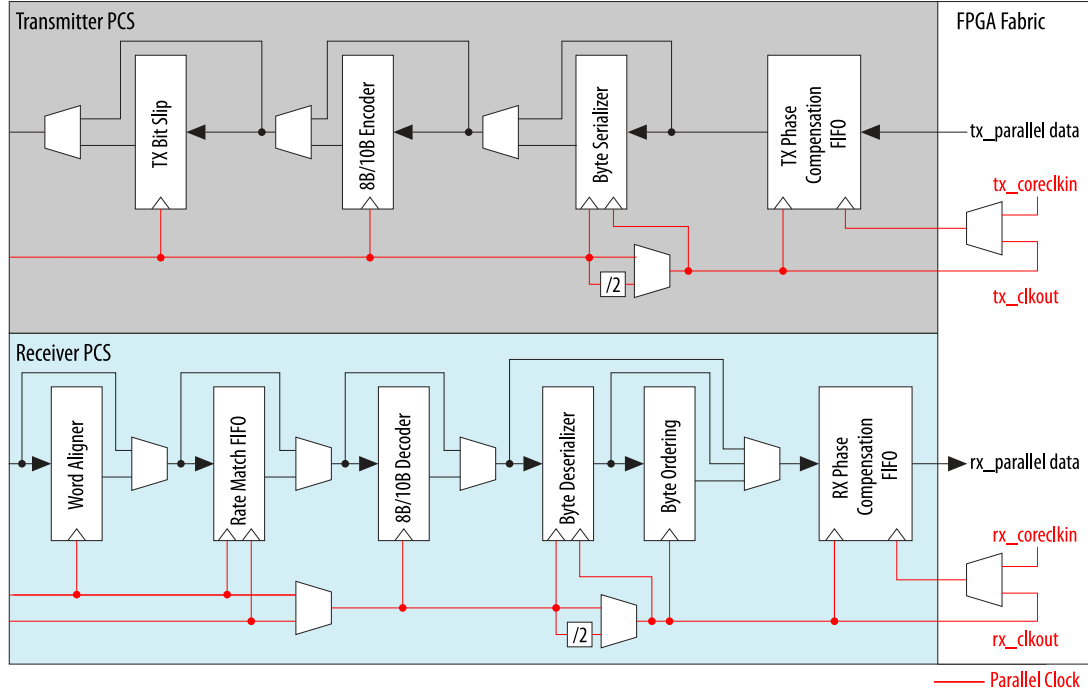 Transmitter PCS
FPGA Fabric
TX Bit Slip
8B/10B Encoder
Byte Serializer
TX Phase
Compensation
FIFO
tx_parallel data
tx_coreclkin
/2
tx_clkout
Receiver PCS
Word Aligner
Rate Match FIFO
8B/10B Decoder
Byte Deserializer
Byte Ordering
RX Phase
Compensation
FIFO
rx_parallel data
rx_coreclkin
/2
rx_clkout
Parallel Clock